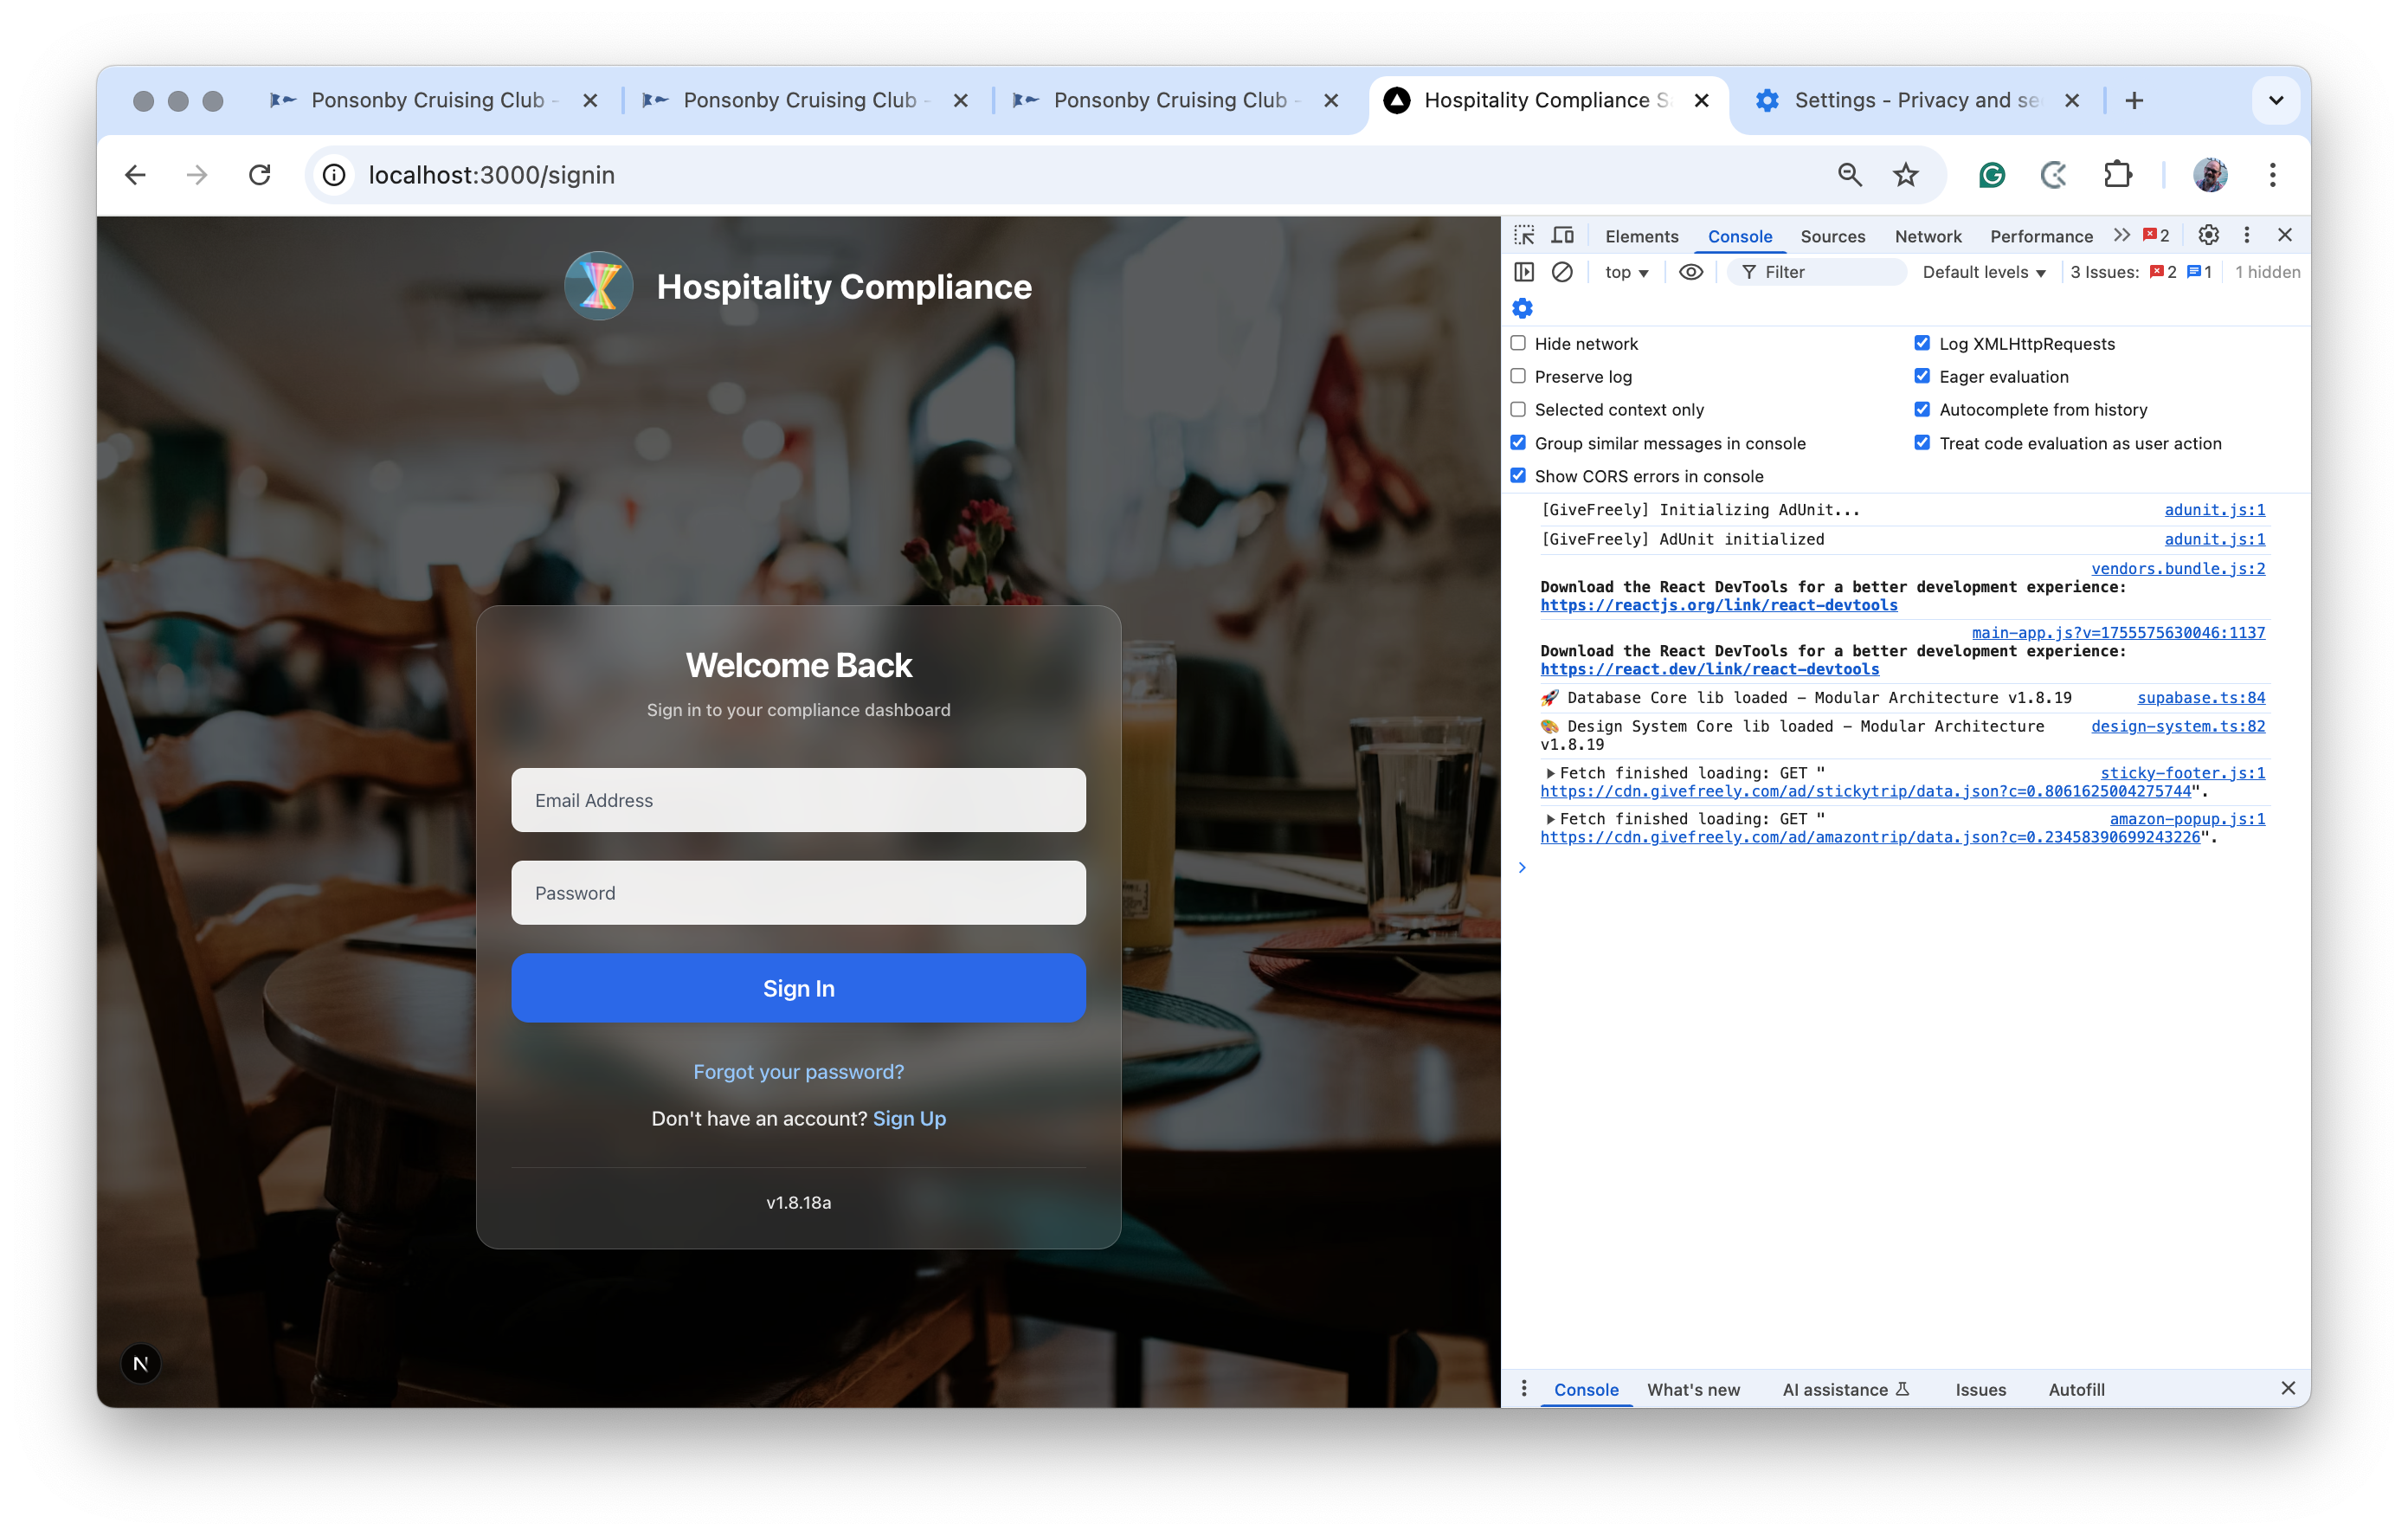 Ponsonby Cruising Club -
Ponsonby Cruising Club -
Ponsonby Cruising Club -
Hospitality Compliance S
Settings - Privacy and se
localhost:3000/signin
Hospitality Compliance
Welcome Back
Sign in to your compliance dashboard
Email Address
Password
Sign In
Forgot your password?
Don't have an account? Sign Up
v1.8.18a
N
Elements
Console
Sources
Network
Performance
2
top
Filter
Default levels
3 Issues:
2
1
1 hidden
Hide network
Log XMLHttpRequests
Preserve log
Eager evaluation
Selected context only
Autocomplete from history
Group similar messages in console
Treat code evaluation as user action
Show CORS errors in console
[GiveFreely] Initializing AdUnit... adunit.js:1
[GiveFreely] AdUnit initialized adunit.js:1
vendors.bundle.js:2
Download the React DevTools for a better development experience:
https://reactjs.org/link/react-devtools
main-app.js?v=1755575630046:1137
Download the React DevTools for a better development experience:
https://react.dev/link/react-devtools
🚀 Database Core lib loaded – Modular Architecture v1.8.19 supabase.ts:84
🎨 Design System Core lib loaded – Modular Architecture design-system.ts:82
v1.8.19
Fetch finished loading: GET " sticky-footer.js:1
https://cdn.givefreely.com/ad/stickytrip/data.json?c=0.8061625004275744".
Fetch finished loading: GET " amazon-popup.js:1
https://cdn.givefreely.com/ad/amazontrip/data.json?c=0.23458390699243226".
Console
What's new
AI assistance
Issues
Autofill